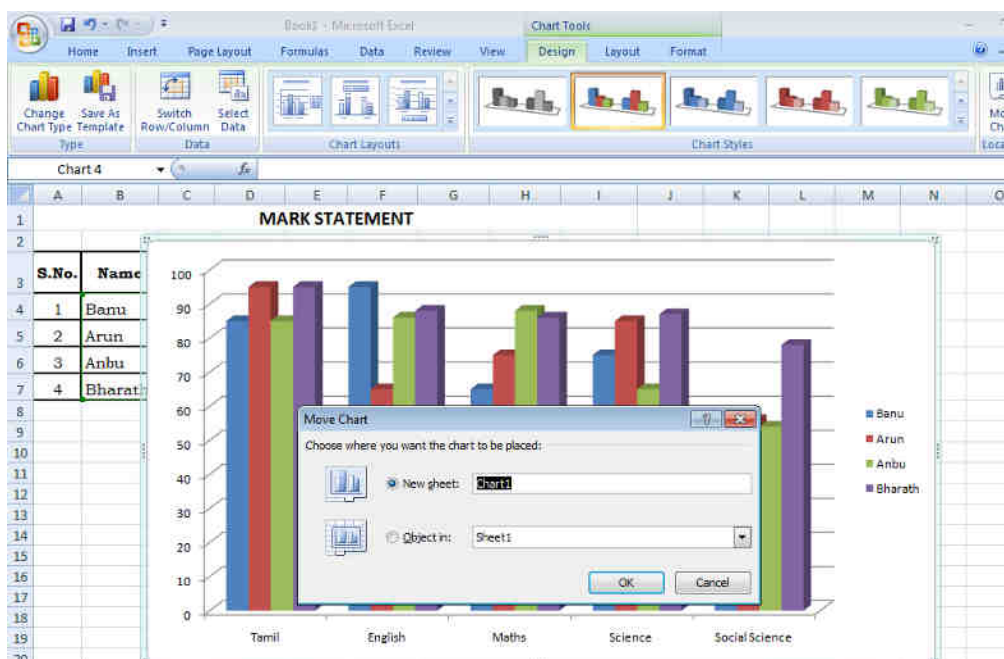 Book1 - Microsoft Excel Chart Tools
Home Insert Page Layout Formulas Data Review View Design Layout Format
Change Chart Type Save As Template Switch Row/Column Select Data
Type Data Chart Layouts Chart Styles
Chart 4 fx
A B C D E F G H I J K L M N O
1 MARK STATEMENT
2
3 S.No. Name
4 1 Banu
5 2 Arun
6 3 Anbu
7 4 Bharath
8
9
10
11
12
13
14
15
16
17
18
19
20
100
90
80
70
60
50
40
30
20
10
0
Tamil English Maths Science Social Science
Banu
Arun
Anbu
Bharath
Move Chart
Choose where you want the chart to be placed:
New sheet: Chart1
Object in: Sheet1
OK Cancel